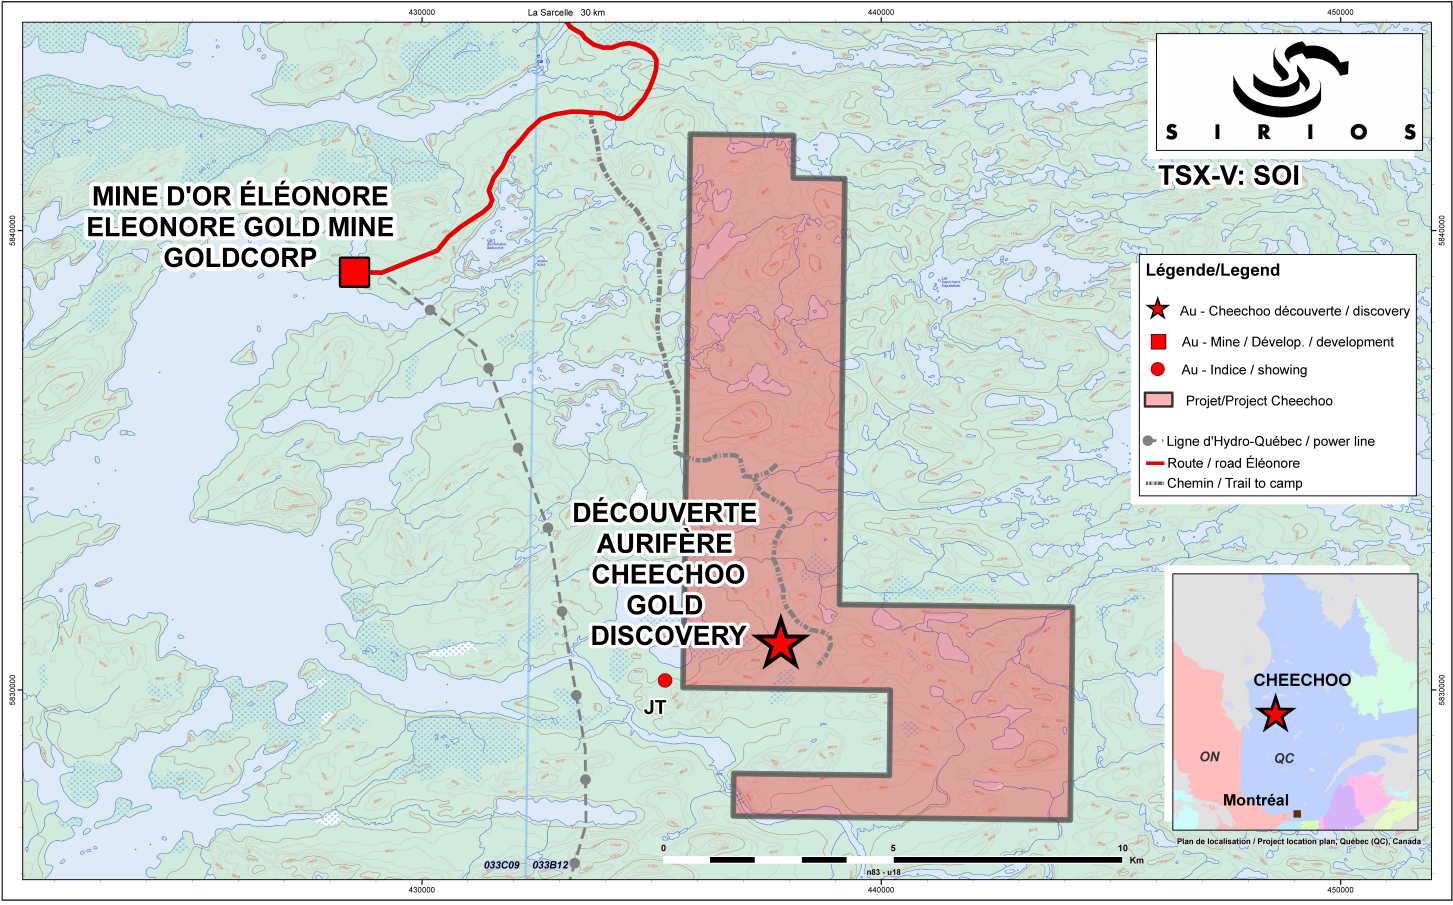 430000
La Sarcelle 30 km
440000
450000
SIRIOS
TSX-V: SOI
5840000
5840000
MINE D'OR ÉLÉONORE
ELEONORE GOLD MINE
GOLDCORP
Légende/Legend
Au - Cheechoo découverte / discovery
Au - Mine / Dévelop. / development
Au - Indice / showing
Projet/Project Cheechoo
Ligne d'Hydro-Québec / power line
Route / road Éléonore
Chemin / Trail to camp
DÉCOUVERTE
AURIFÈRE
CHEECHOO
GOLD
DISCOVERY
JT
5830000
5830000
CHEECHOO
ON
QC
Montréal
Plan de localisation / Project location plan, Québec (QC), Canada
033C09 033B12
0
5
10
Km
n83 - u18
430000
440000
450000